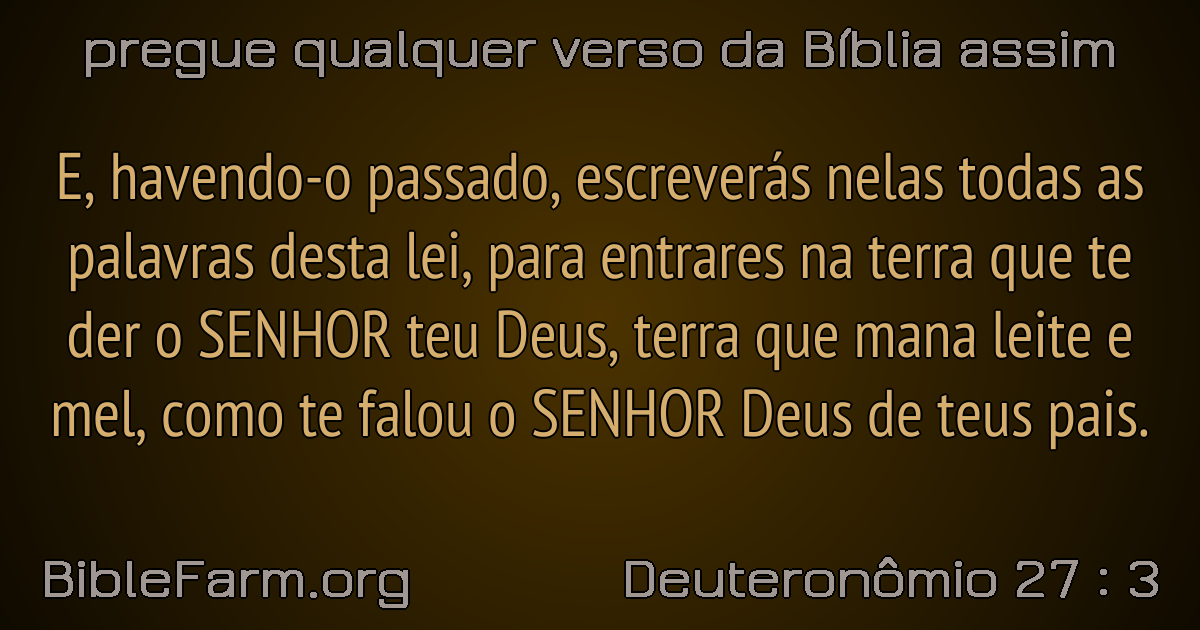 pregue qualquer verso da Bíblia assim
E, havendo-o passado, escreverás nelas todas as
palavras desta lei, para entrares na terra que te
der o SENHOR teu Deus, terra que mana leite e
mel, como te falou o SENHOR Deus de teus pais.
BibleFarm.org
Deuteronômio 27 : 3